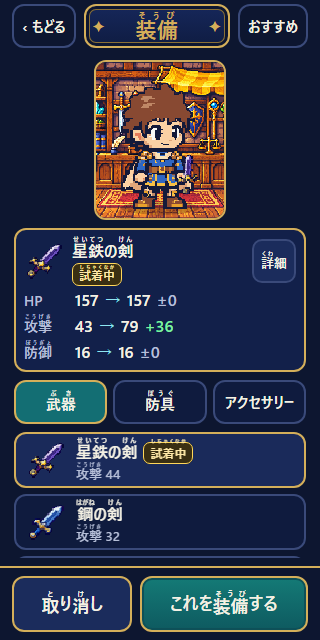 ‹ もどる
そうび
装備
おすすめ
せいてつ けん
星鉄の剣
しちゃくなか
試着中
くわ
詳細
HP 157 → 157 ±0
こうげき
攻撃 43 → 79 +36
ぼうぎょ
防御 16 → 16 ±0
ぶき
武器
ぼうぐ
防具
アクセサリー
せいてつ けん
星鉄の剣
しちゃくなか
試着中
こうげき
攻撃 44
はがね けん
鋼の剣
こうげき
攻撃 32
と け
取り消し
そうび
これを装備する